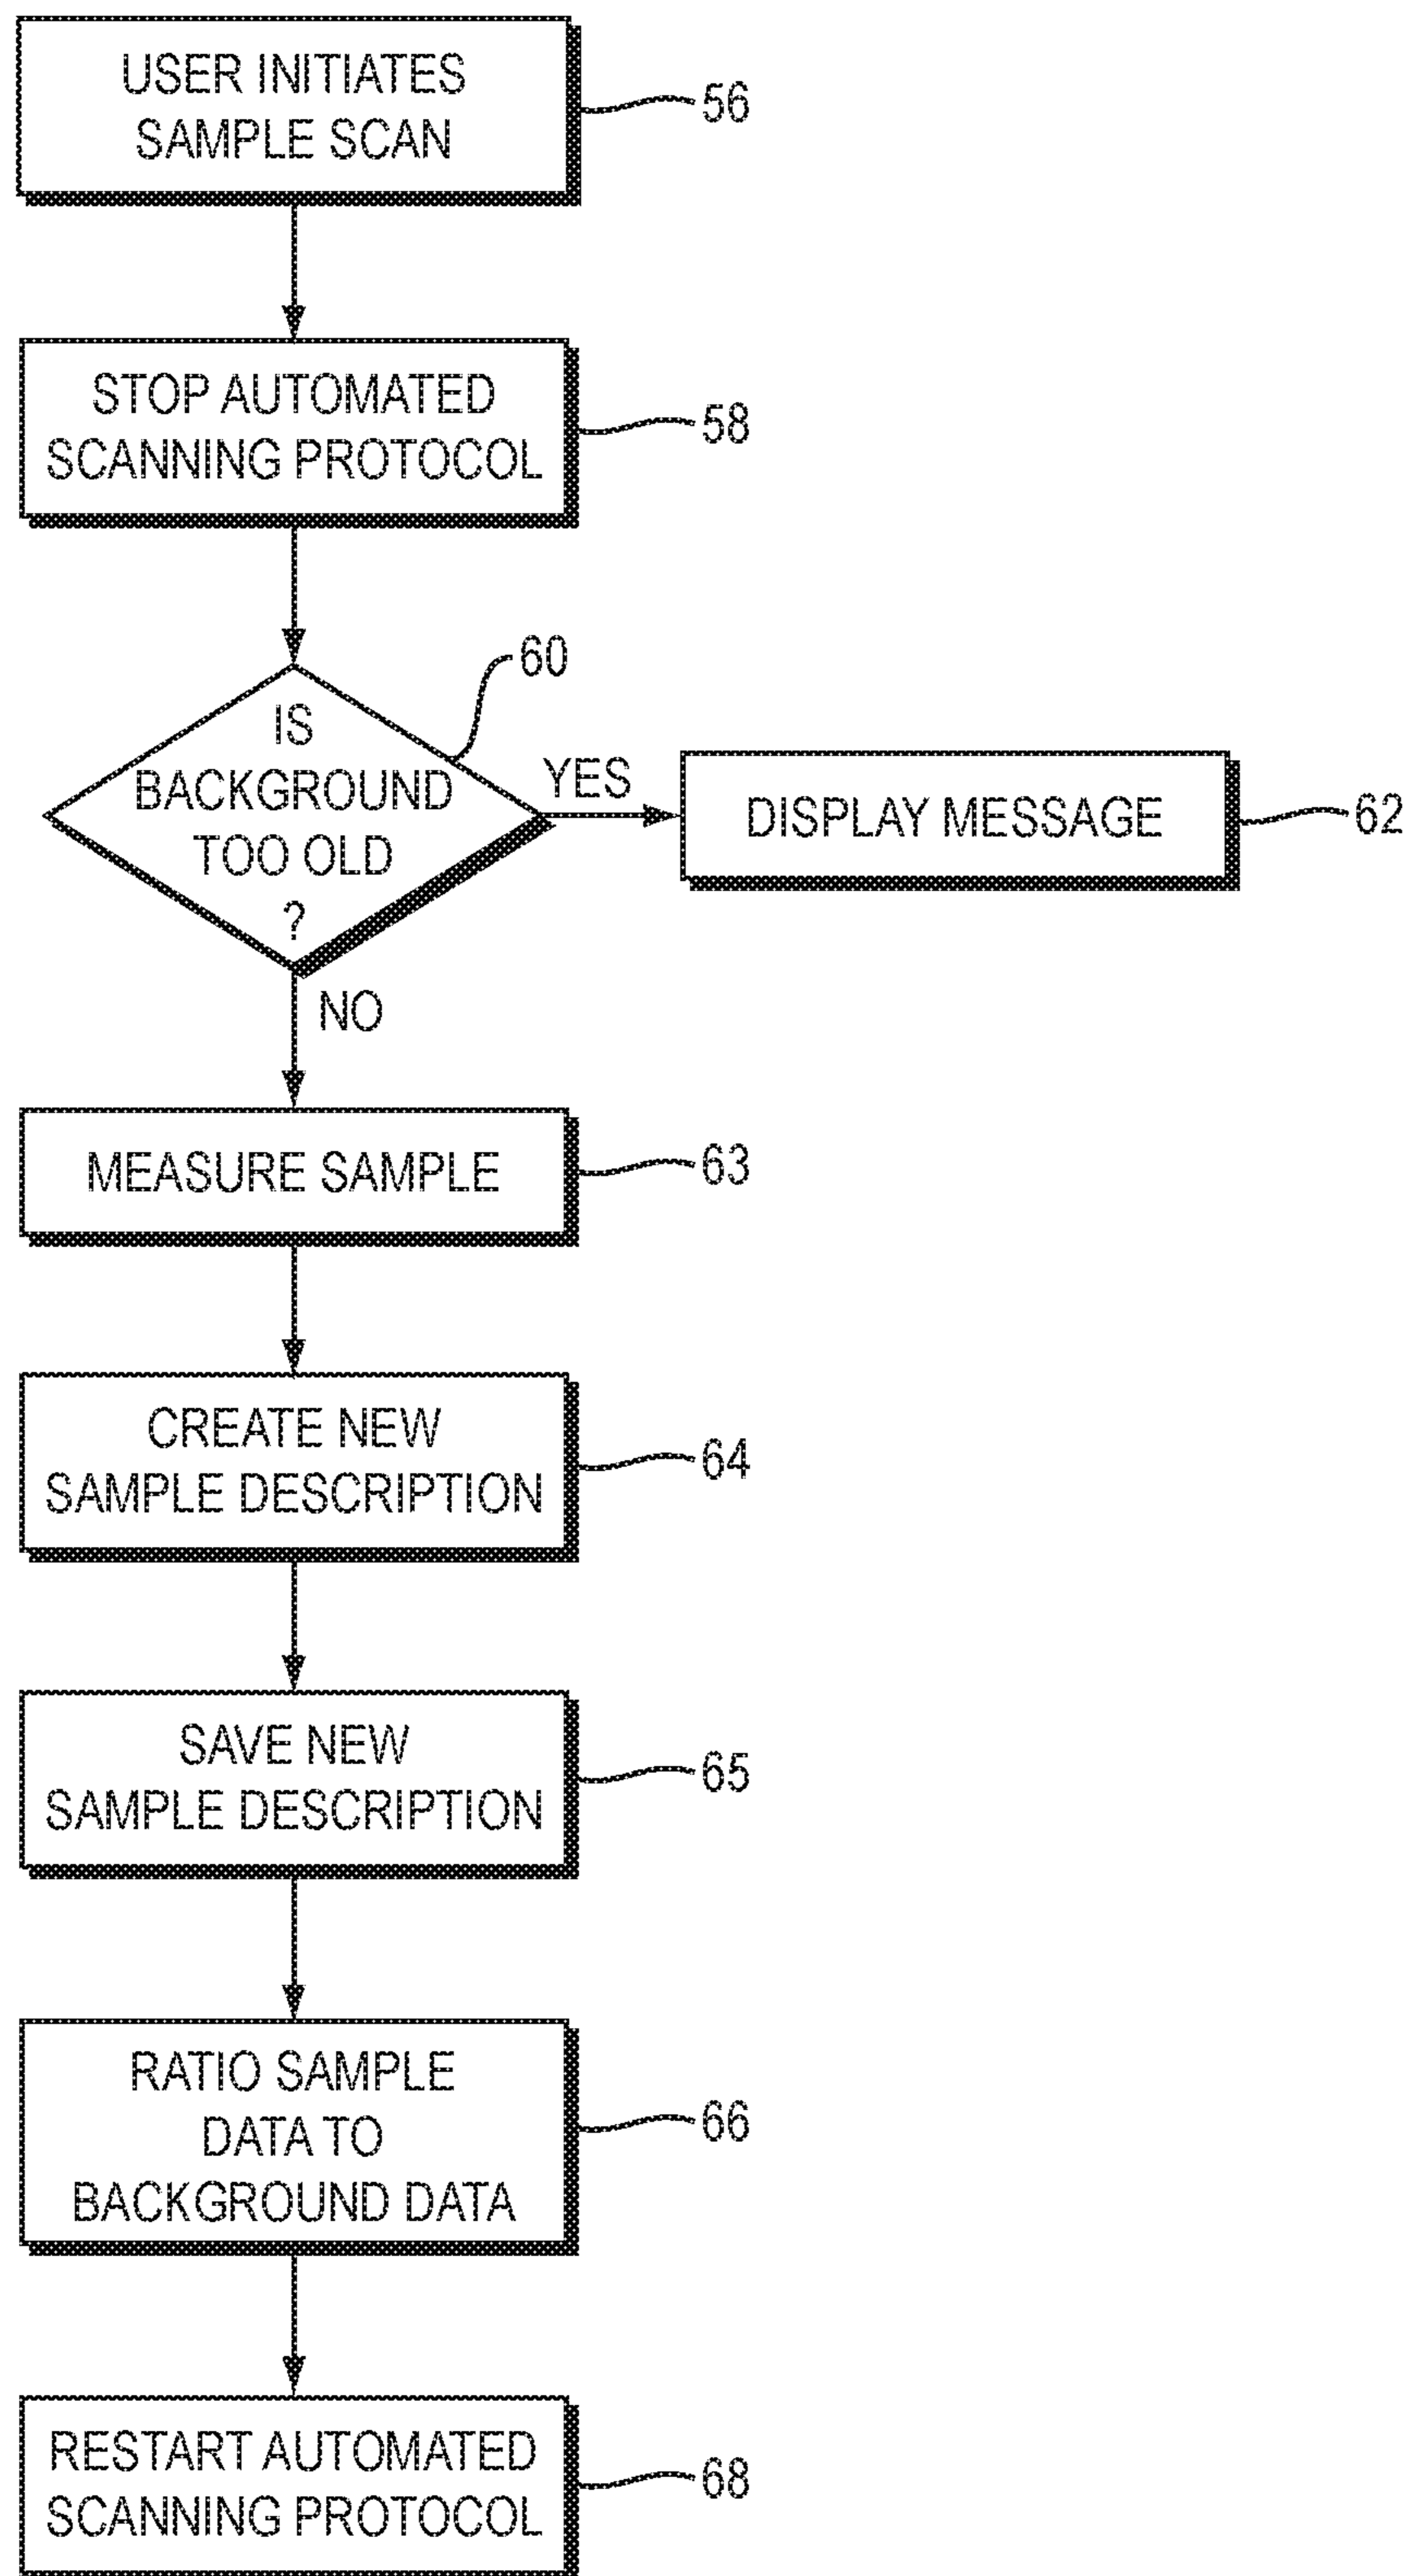 USER INITIATES
SAMPLE SCAN
56
STOP AUTOMATED
SCANNING PROTOCOL
58
60
IS
BACKGROUND
TOO OLD
?
YES
DISPLAY MESSAGE
62
NO
MEASURE SAMPLE
63
CREATE NEW
SAMPLE DESCRIPTION
64
SAVE NEW
SAMPLE DESCRIPTION
65
RATIO SAMPLE
DATA TO
BACKGROUND DATA
66
RESTART AUTOMATED
SCANNING PROTOCOL
68